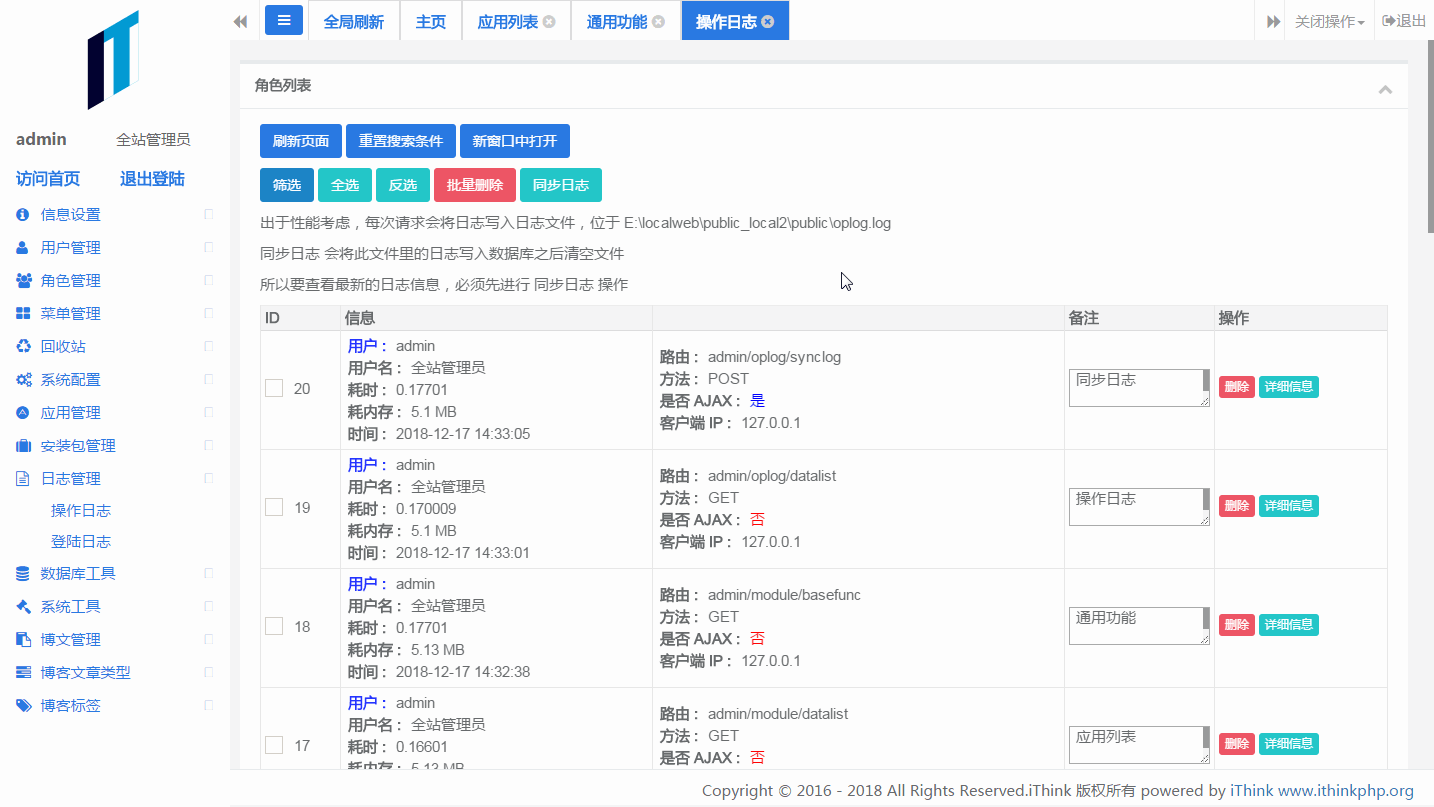 全局刷新 主页 应用列表 通用功能 操作日志 关闭操作 退出
IT
admin 全站管理员
访问首页 退出登陆
信息设置
用户管理
角色管理
菜单管理
回收站
系统配置
应用管理
安装包管理
日志管理
操作日志
登陆日志
数据库工具
系统工具
博文管理
博客文章类型
博客标签
角色列表
刷新页面 重置搜索条件 新窗口中打开
筛选 全选 反选 批量删除 同步日志
出于性能考虑，每次请求会将日志写入日志文件，位于 E:\localweb\public_local2\public\oplog.log
同步日志 会将此文件里的日志写入数据库之后清空文件
所以要查看最新的日志信息，必须先进行 同步日志 操作
ID 信息 备注 操作
20
用户： admin
用户名： 全站管理员
耗时： 0.17701
耗内存： 5.1 MB
时间： 2018-12-17 14:33:05
路由： admin/oplog/synclog
方法： POST
是否 AJAX： 是
客户端 IP： 127.0.0.1
同步日志
删除 详细信息
19
用户： admin
用户名： 全站管理员
耗时： 0.170009
耗内存： 5.1 MB
时间： 2018-12-17 14:33:01
路由： admin/oplog/datalist
方法： GET
是否 AJAX： 否
客户端 IP： 127.0.0.1
操作日志
删除 详细信息
18
用户： admin
用户名： 全站管理员
耗时： 0.17701
耗内存： 5.13 MB
时间： 2018-12-17 14:32:38
路由： admin/module/basefunc
方法： GET
是否 AJAX： 否
客户端 IP： 127.0.0.1
通用功能
删除 详细信息
17
用户： admin
用户名： 全站管理员
耗时： 0.16601
耗内存： 5.13 MB
路由： admin/module/datalist
方法： GET
是否 AJAX： 否
应用列表
删除 详细信息
Copyright © 2016 - 2018 All Rights Reserved.iThink 版权所有 powered by iThink www.ithinkphp.org